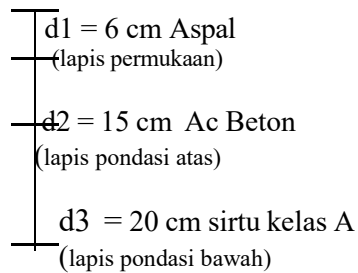 d1 = 6 cm Aspal
(lapis permukaan)
d2 = 15 cm Ac Beton
(lapis pondasi atas)
d3 = 20 cm sirtu kelas A
(lapis pondasi bawah)